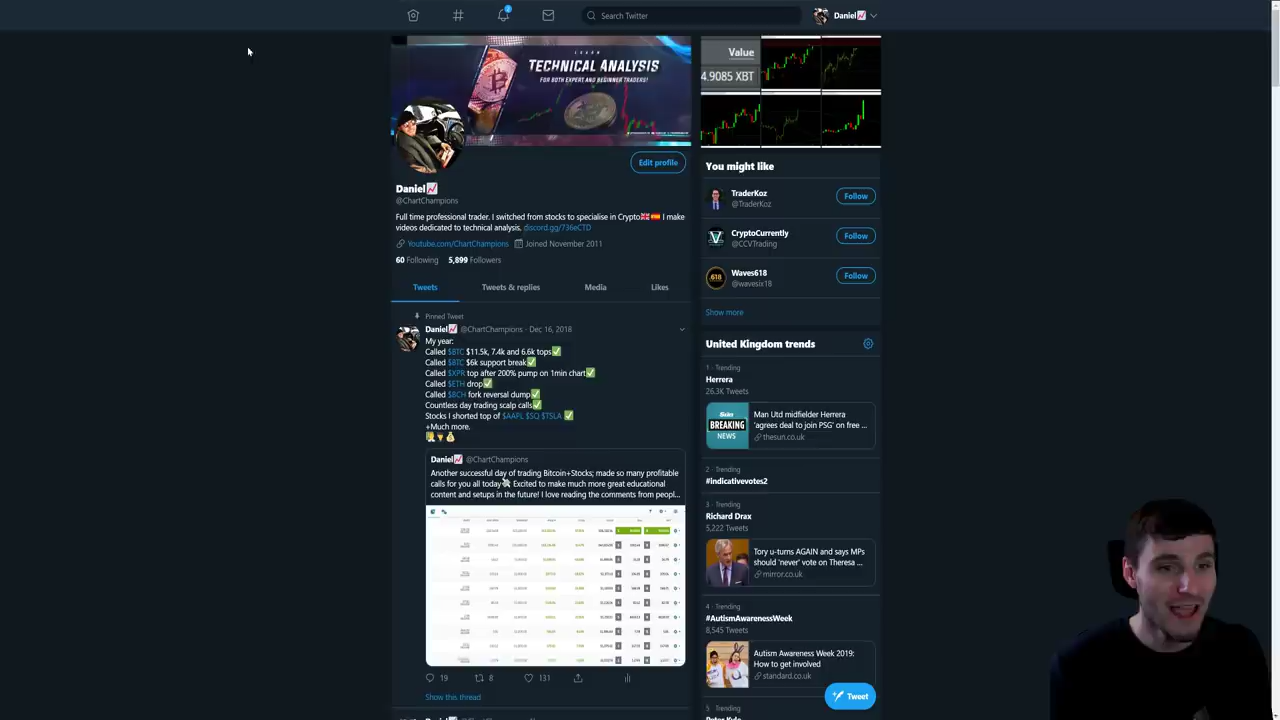 2
Search Twitter
Daniel📈
LEARN
TECHNICAL ANALYSIS
FOR BOTH EXPERT AND BEGINNER TRADERS!
Edit profile
Daniel📈
@ChartChampions
Full time professional trader. I switched from stocks to specialise in Crypto🇬🇧🇪🇸 I make
videos dedicated to technical analysis. discord.gg/736eCTD
Youtube.com/ChartChampions Joined November 2011
60 Following 5,899 Followers
Tweets Tweets & replies Media Likes
Pinned Tweet
Daniel📈 @ChartChampions · Dec 16, 2018
My year:
Called $BTC $11.5k, 7.4k and 6.6k tops✅
Called $BTC $6k support break✅
Called $XPR top after 200% pump on 1min chart✅
Called $ETH drop✅
Called $BCH fork reversal dump✅
Countless day trading scalp calls✅
Stocks I shorted top of $AAPL $SQ $TSLA ✅
+Much more.
Daniel📈 @ChartChampions
Another successful day of trading Bitcoin+Stocks; made so many profitable
calls for you all today Excited to make much more great educational
content and setups in the future! I love reading the comments from peopl...
19 8 131
Show this thread
Value
4.9085 XBT
You might like
TraderKoz
@TraderKoz
Follow
CryptoCurrently
@CCVTrading
Follow
.618
Waves618
@wavesix18
Follow
Show more
United Kingdom trends
1 · Trending
Herrera
26.3K Tweets
Sun
BREAKING
NEWS
Man Utd midfielder Herrera
'agrees deal to join PSG' on free ...
thesun.co.uk
2 · Trending
#indicativevotes2
3 · Trending
Richard Drax
5,222 Tweets
Tory u-turns AGAIN and says MPs
should 'never' vote on Theresa ...
mirror.co.uk
4 · Trending
#AutismAwarenessWeek
8,545 Tweets
Autism Awareness Week 2019:
How to get involved
standard.co.uk
5 · Trending
Tweet